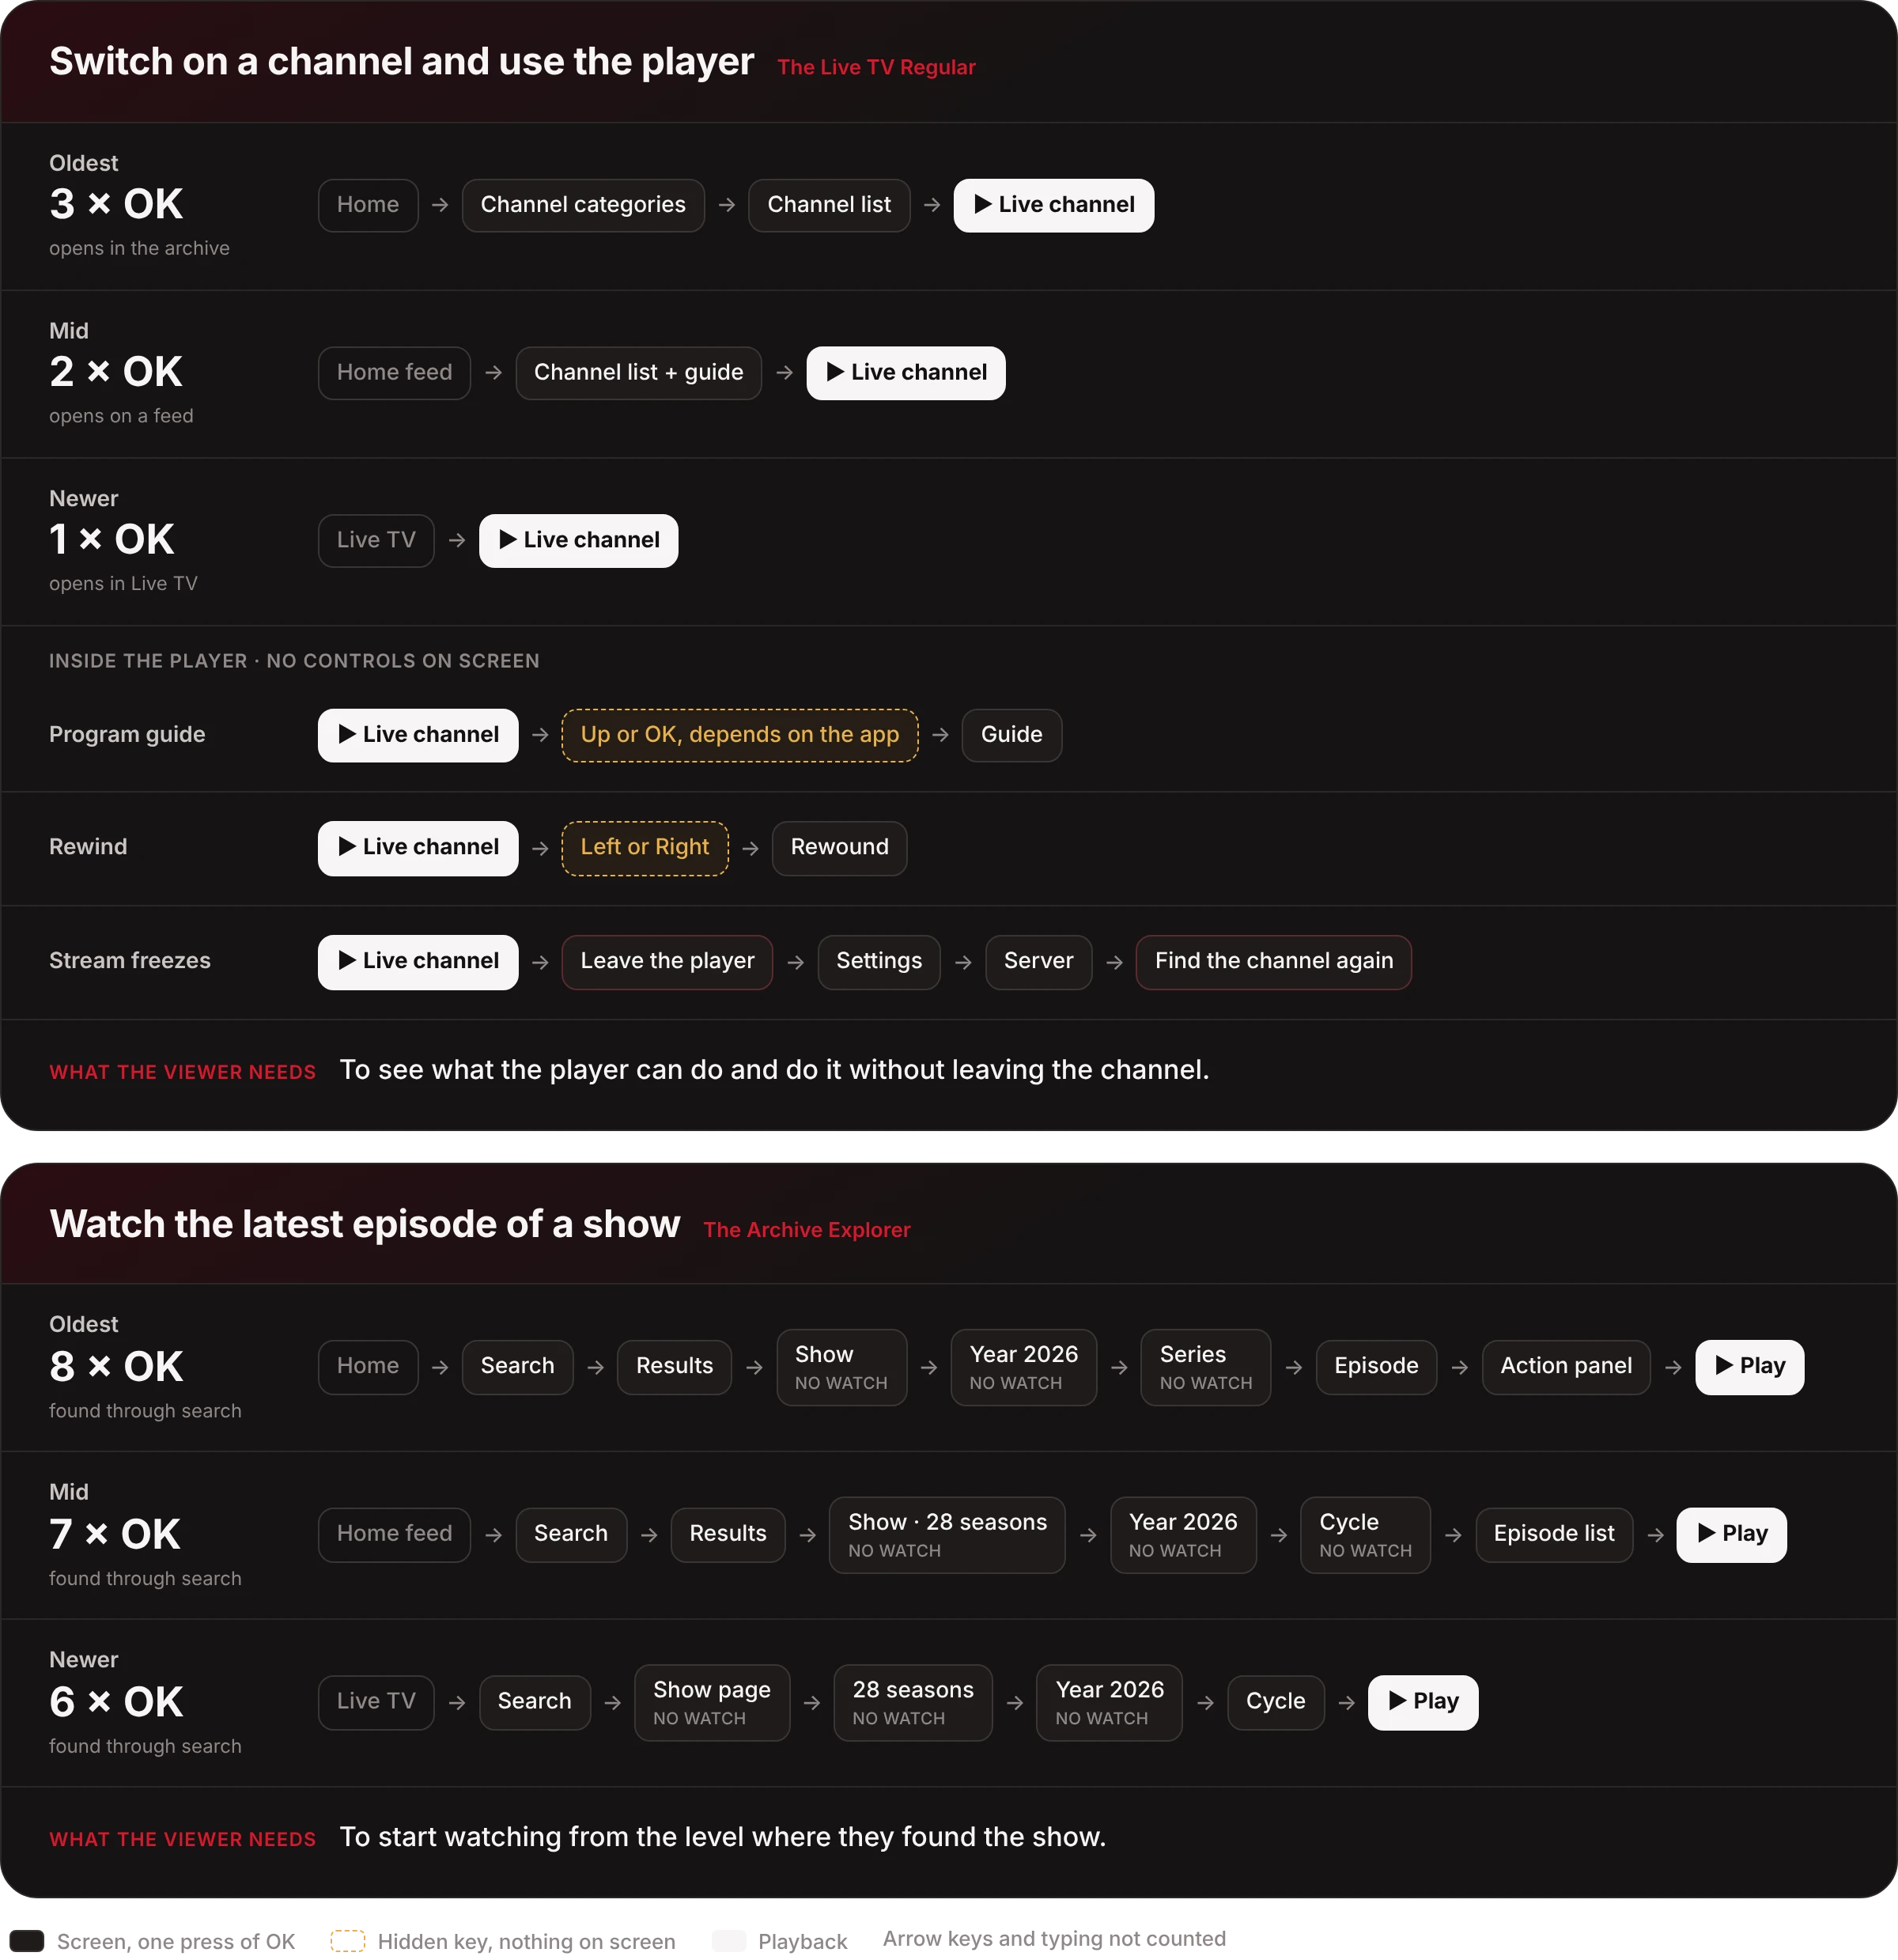 Switch on a channel and use the player The Live TV Regular
Oldest
3 × OK
opens in the archive
Home → Channel categories → Channel list → ▶ Live channel
Mid
2 × OK
opens on a feed
Home feed → Channel list + guide → ▶ Live channel
Newer
1 × OK
opens in Live TV
Live TV → ▶ Live channel
INSIDE THE PLAYER · NO CONTROLS ON SCREEN
Program guide ▶ Live channel → Up or OK, depends on the app → Guide
Rewind ▶ Live channel → Left or Right → Rewound
Stream freezes ▶ Live channel → Leave the player → Settings → Server → Find the channel again
WHAT THE VIEWER NEEDS To see what the player can do and do it without leaving the channel.
Watch the latest episode of a show The Archive Explorer
Oldest
8 × OK
found through search
Home → Search → Results → Show → Year 2026 → Series → Episode → Action panel → ▶ Play
NO WATCH NO WATCH NO WATCH
Mid
7 × OK
found through search
Home feed → Search → Results → Show · 28 seasons → Year 2026 → Cycle → Episode list → ▶ Play
NO WATCH NO WATCH NO WATCH
Newer
6 × OK
found through search
Live TV → Search → Show page → 28 seasons → Year 2026 → Cycle → ▶ Play
NO WATCH NO WATCH NO WATCH
WHAT THE VIEWER NEEDS To start watching from the level where they found the show.
Screen, one press of OK Hidden key, nothing on screen Playback Arrow keys and typing not counted